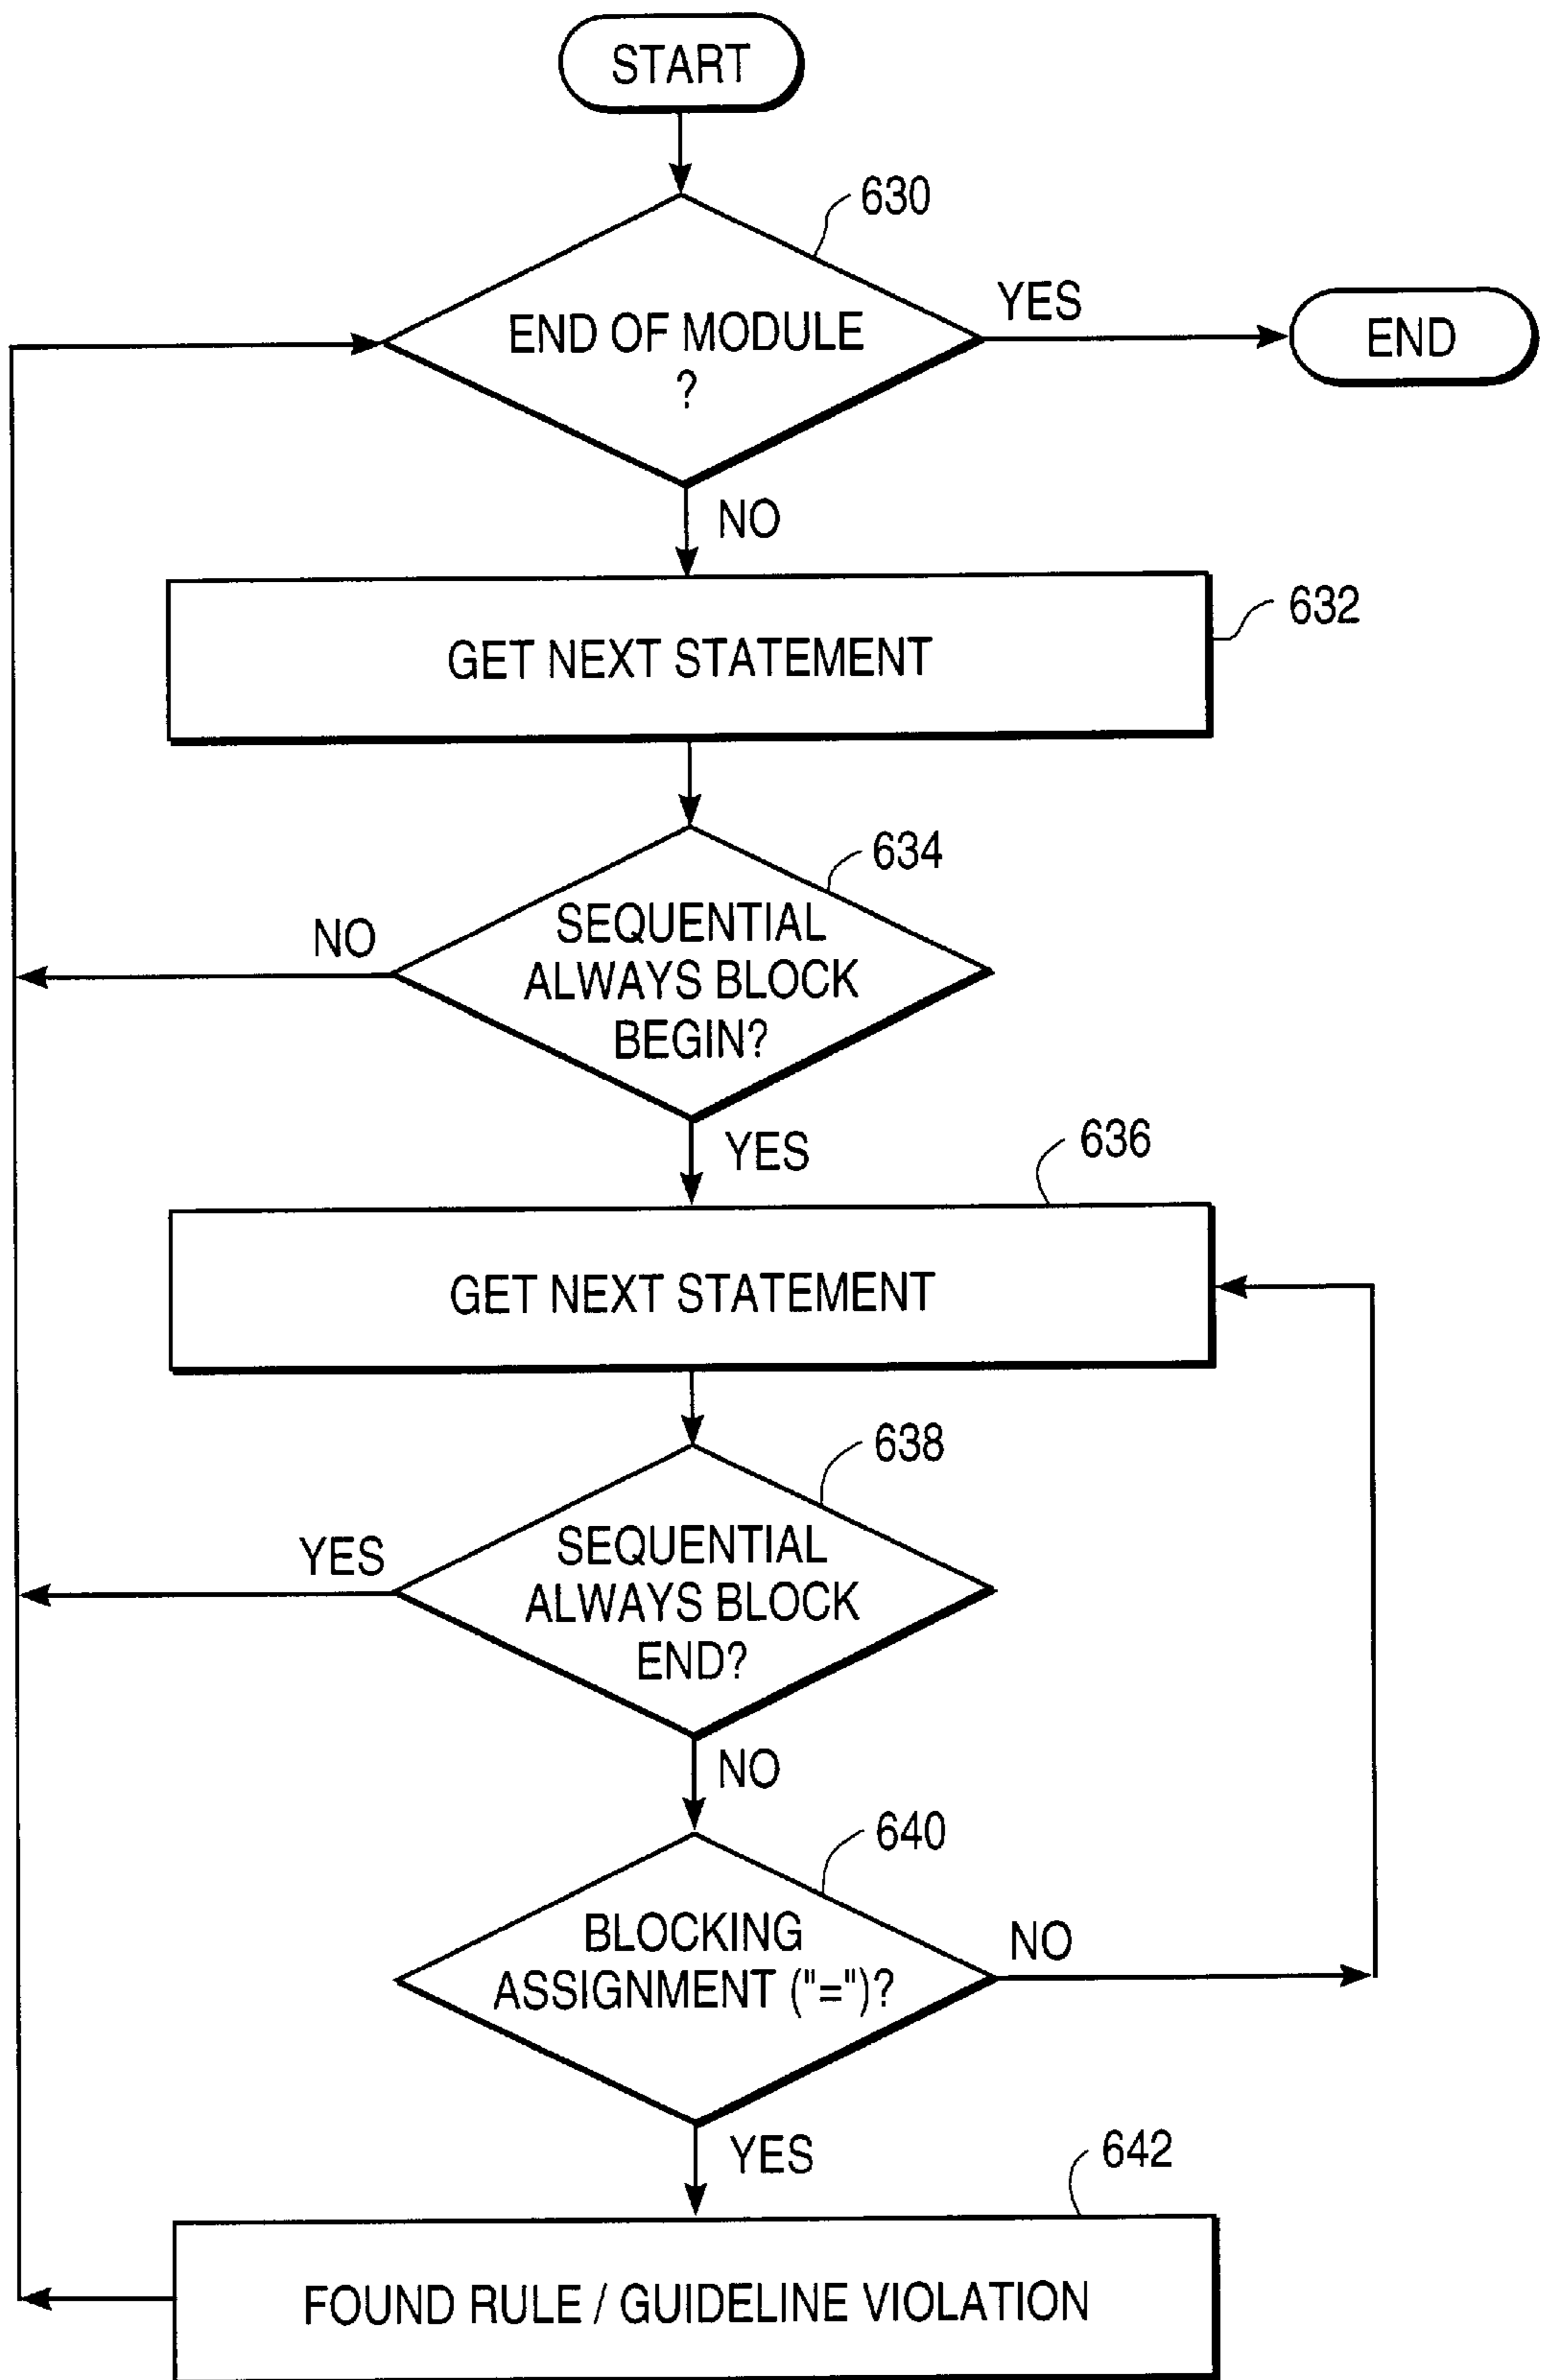 START
630
YES
END OF MODULE
?
END
NO
632
GET NEXT STATEMENT
634
NO
SEQUENTIAL
ALWAYS BLOCK
BEGIN?
YES
636
GET NEXT STATEMENT
638
YES
SEQUENTIAL
ALWAYS BLOCK
END?
NO
640
BLOCKING
ASSIGNMENT ("=")?
NO
YES
642
FOUND RULE / GUIDELINE VIOLATION